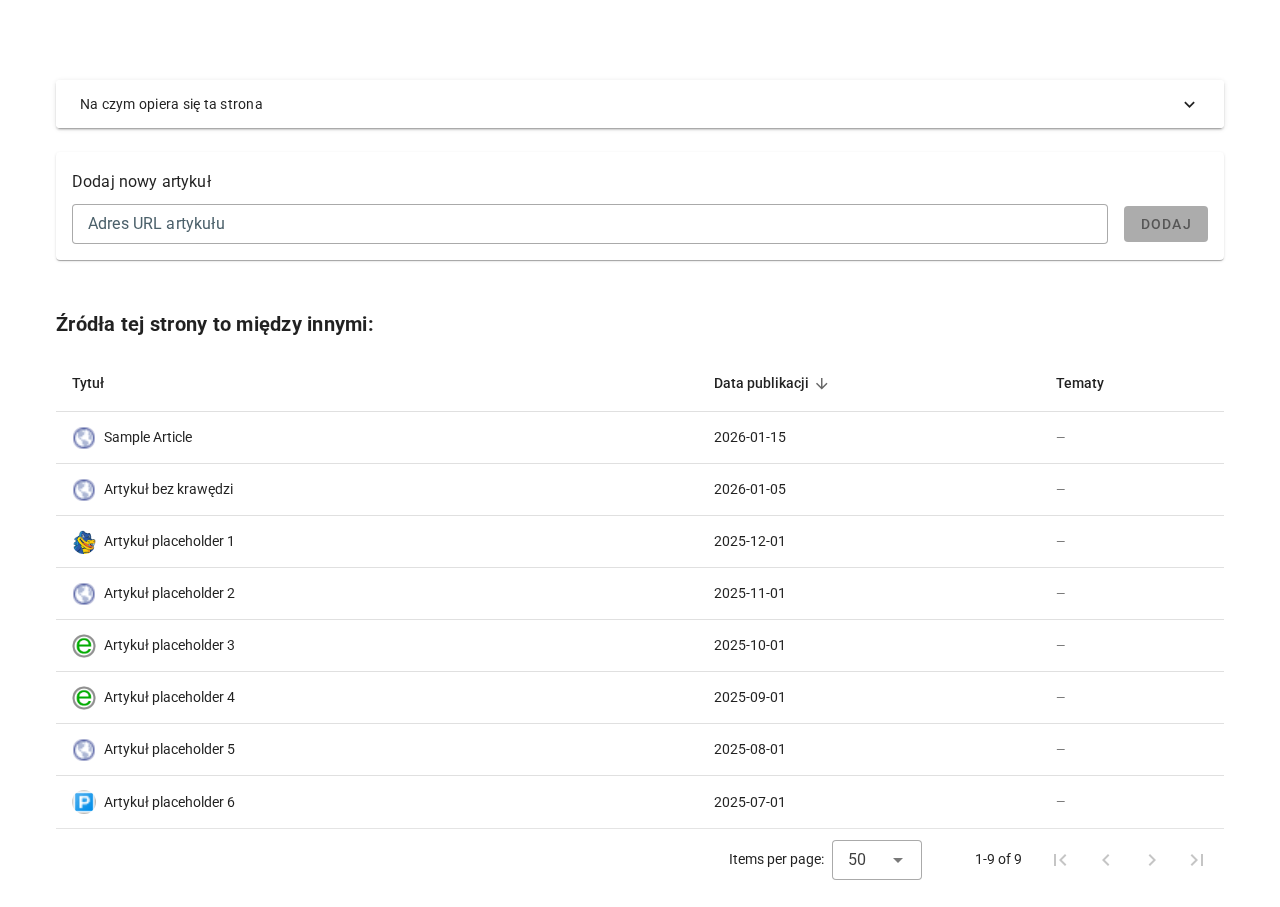 Na czym opiera się ta strona
Dodaj nowy artykuł
Adres URL artykułu
DODAJ
Źródła tej strony to między innymi:
Tytuł Data publikacji Tematy
Sample Article 2026-01-15 –
Artykuł bez krawędzi 2026-01-05 –
Artykuł placeholder 1 2025-12-01 –
Artykuł placeholder 2 2025-11-01 –
Artykuł placeholder 3 2025-10-01 –
Artykuł placeholder 4 2025-09-01 –
Artykuł placeholder 5 2025-08-01 –
Artykuł placeholder 6 2025-07-01 –
Items per page: 50 1-9 of 9